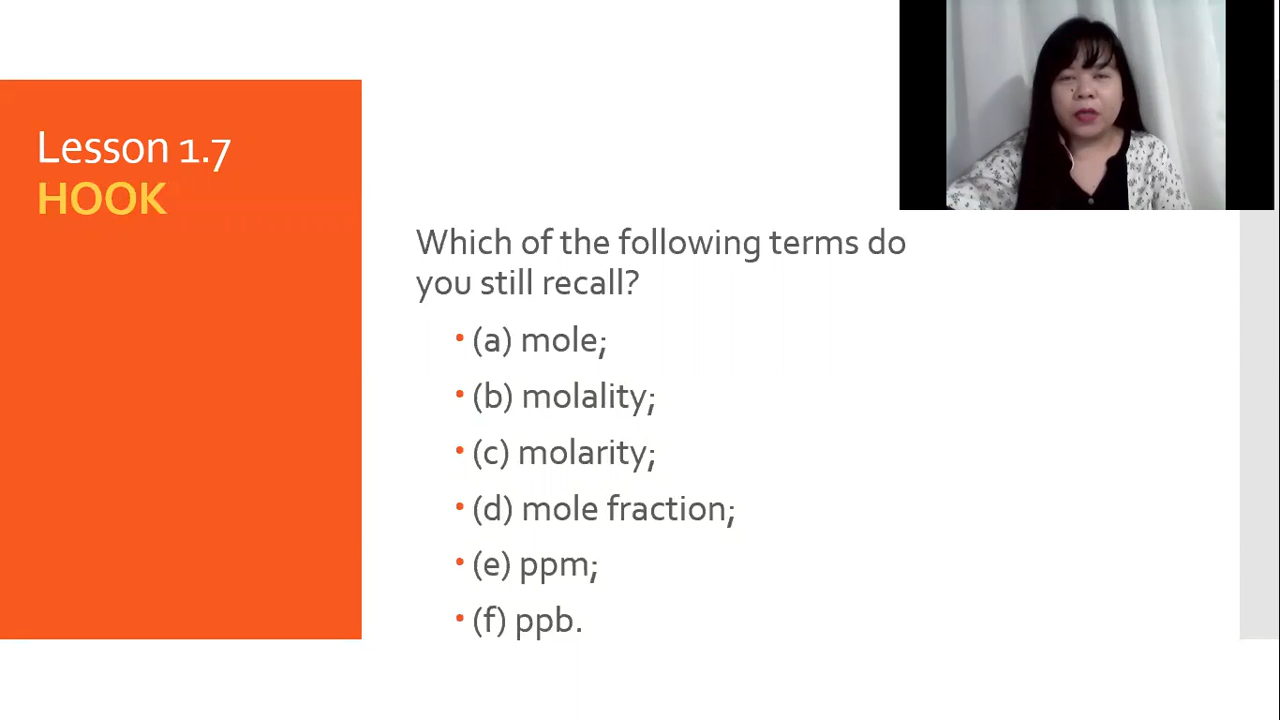 Lesson 1.7
HOOK
Which of the following terms do
you still recall?
• (a) mole;
• (b) molality;
• (c) molarity;
• (d) mole fraction;
• (e) ppm;
• (f) ppb.